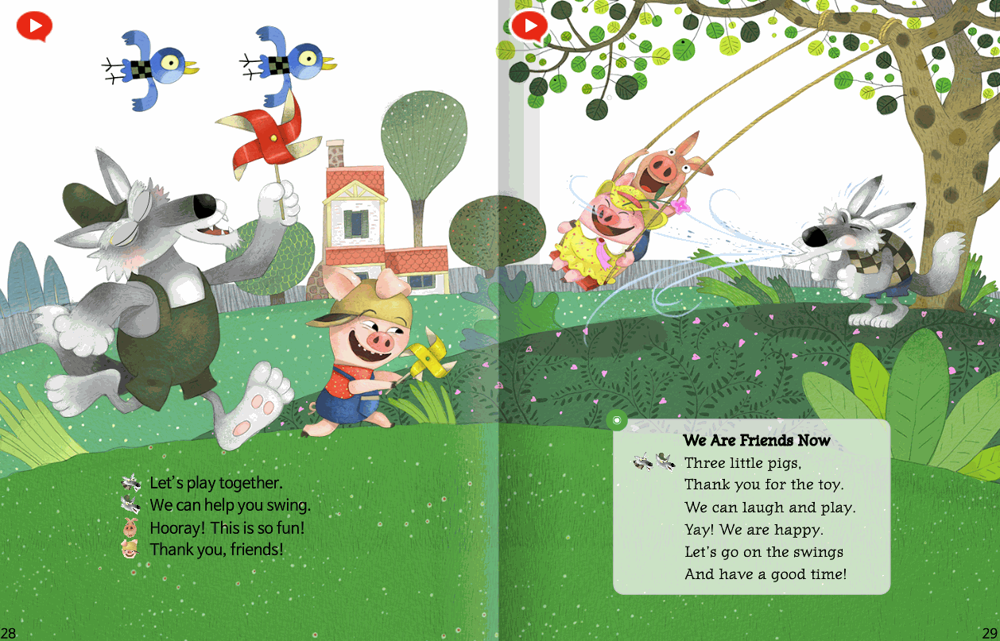 Let's play together.
We can help you swing.
Hooray! This is so fun!
Thank you, friends!
28
We Are Friends Now
Three little pigs,
Thank you for the toy.
We can laugh and play.
Yay! We are happy.
Let's go on the swings
And have a good time!
29